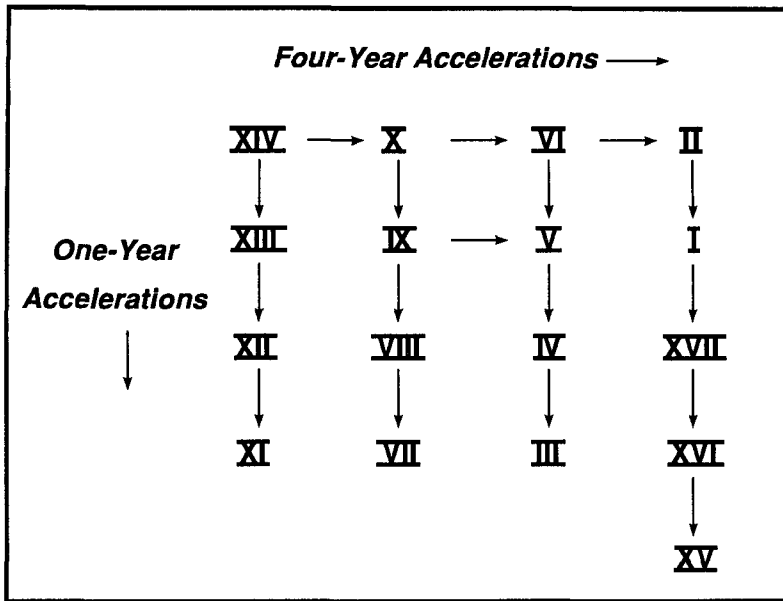 Four-Year Accelerations
XIV X VI II
XIII IX V I
One-Year
Accelerations
XII VIII IV XVII
XI VII III XVI
XV